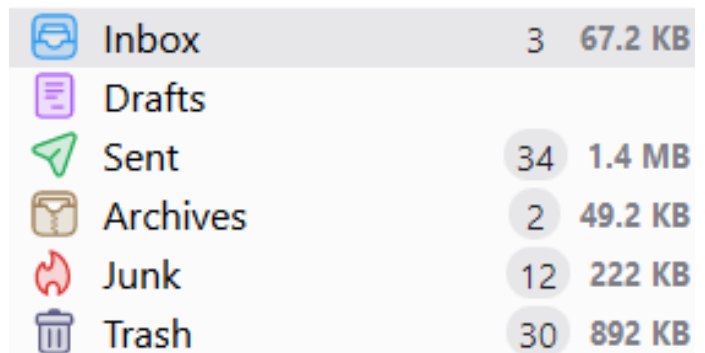 Inbox 3 67.2 KB
Drafts
Sent 34 1.4 MB
Archives 2 49.2 KB
Junk 12 222 KB
Trash 30 892 KB